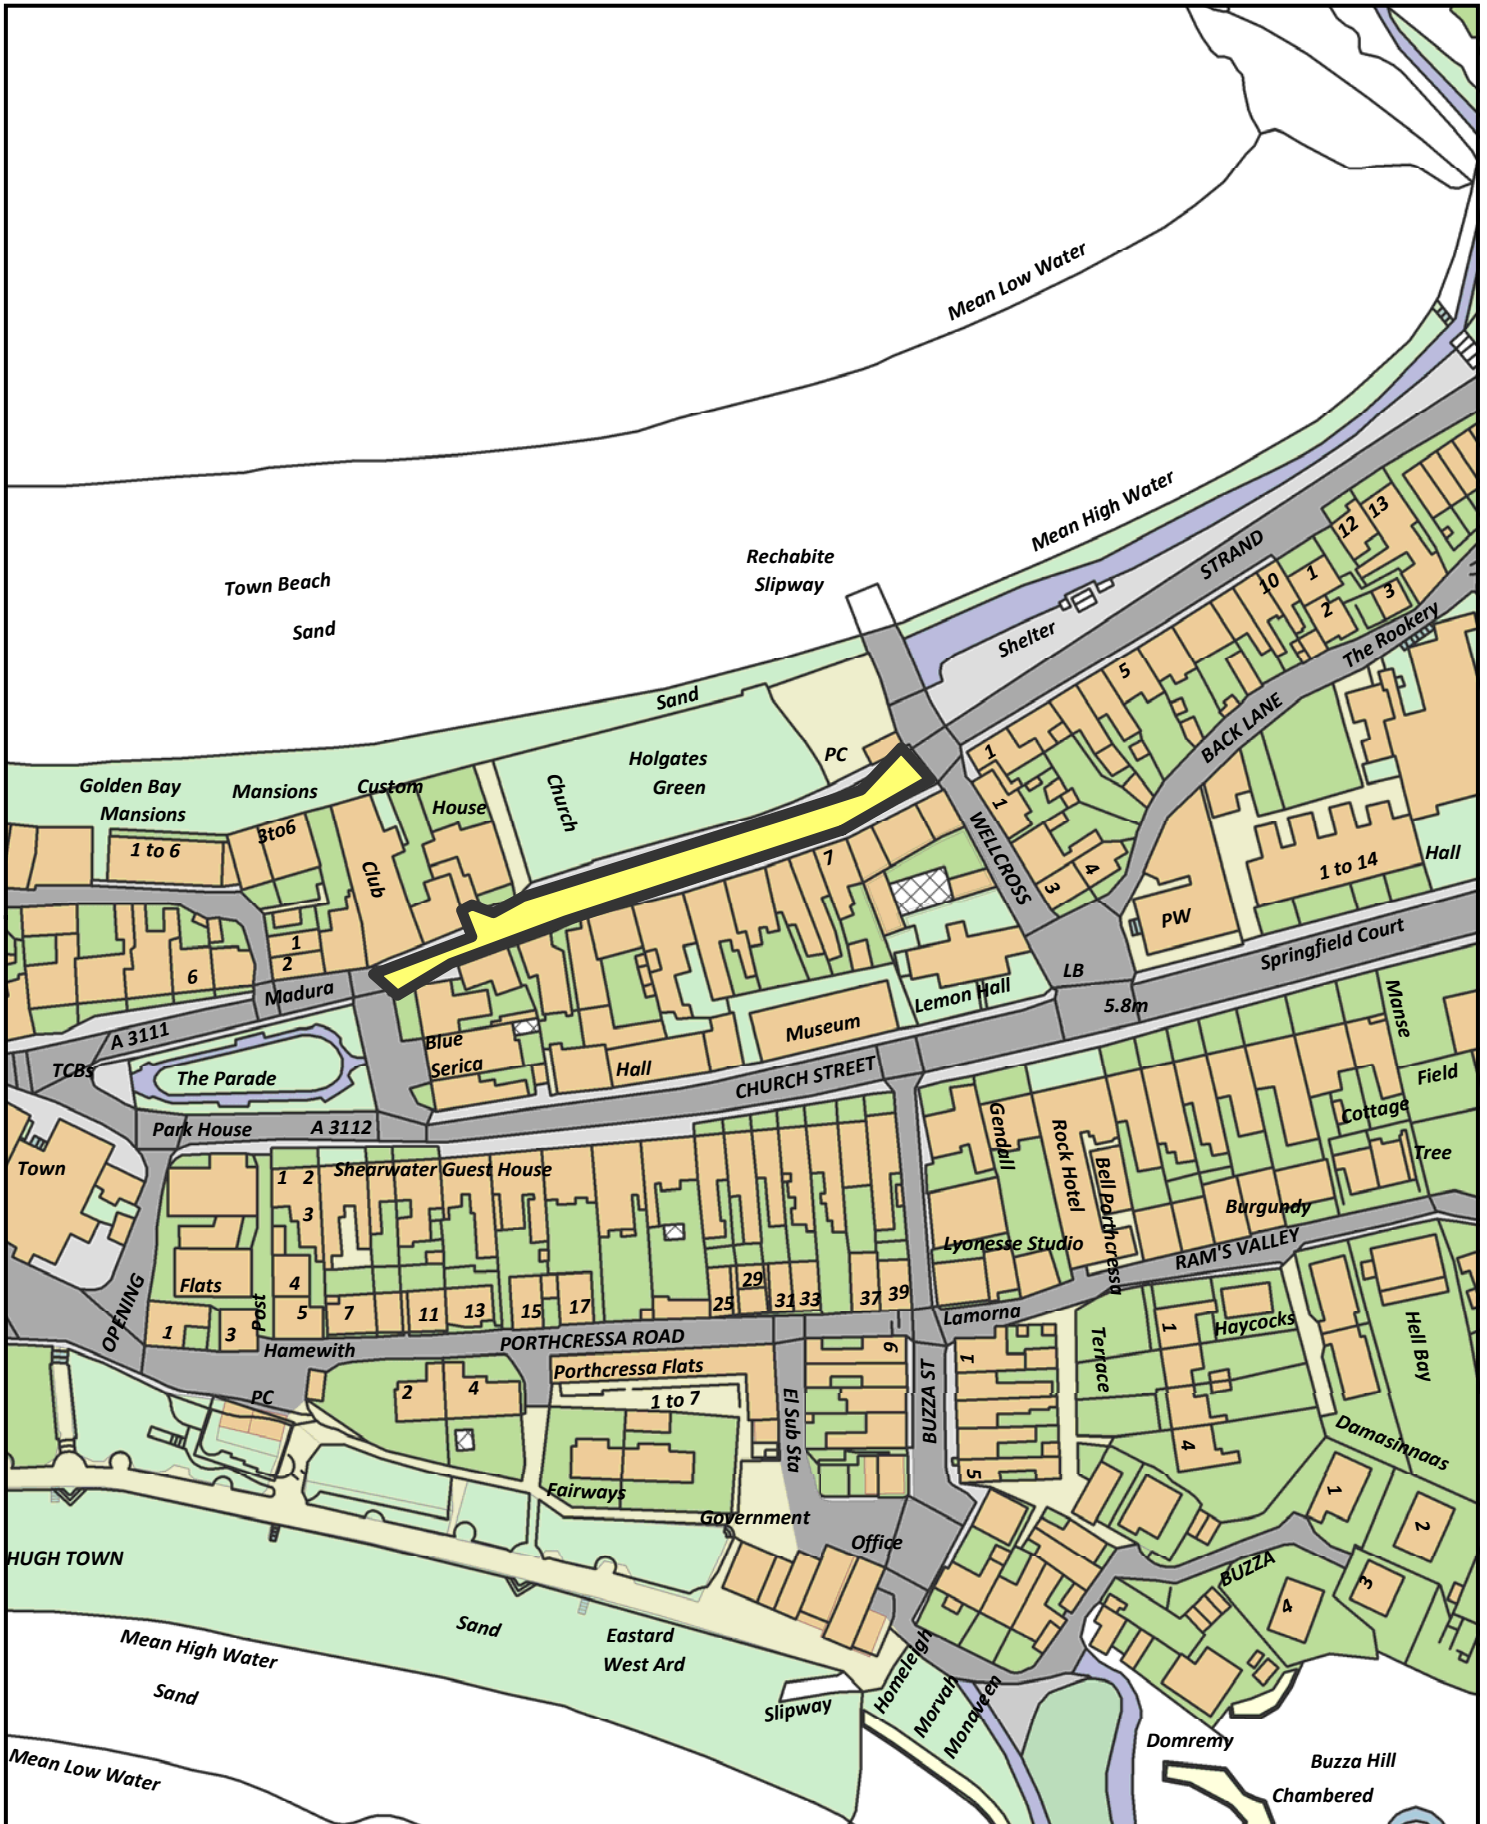 Mean Low Water
Mean High Water
Rechabite
Slipway
Town Beach
Sand
STRAND
12
13
10
1
2
3
The Rookery
Shelter
5
BACK LANE
Sand
Holgates
Green
PC
Church
Golden Bay
Mansions
Mansions
Custom
House
1 to 6
3to6
Club
1
1
7
WELLCROSS
3
4
1 to 14
Hall
PW
Springfield Court
6
1
2
Madura
LB
5.8m
Lemon Hall
Manse
A 3111
TCBs
The Parade
Blue
Serica
Hall
Museum
CHURCH STREET
Field
Cottage
Tree
Park House
A 3112
Town
1
2
3
Shearwater Guest House
Gendall
Rock Hotel
Bell Porthcressa
Burgundy
RAM'S VALLEY
Lyonesse Studio
Flats
4
5
7
11
13
15
17
25
29
31
33
37
39
OPENING
1
3
Post
Hamewith
PORTHCRESSA ROAD
Lamorna
Terrace
1
Haycocks
Hell Bay
Porthcressa Flats
1 to 7
2
4
PC
El Sub Sta
9
BUZZA ST
1
5
4
Damasinnaas
Fairways
Government
Office
1
2
3
4
BUZZA
HUGH TOWN
Sand
Eastard
West Ard
Mean High Water
Sand
Slipway
Homeleigh
Morvah
Monaveen
Mean Low Water
Domremy
Buzza Hill
Chambered